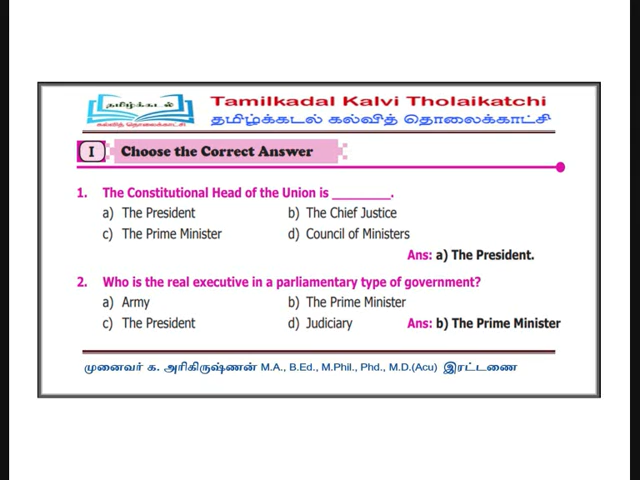 தமிழ்க்கடல்
கல்வித் தொலைக்காட்சி
Tamilkadal Kalvi Tholaikatchi
தமிழ்க்கடல் கல்வித் தொலைக்காட்சி
I Choose the Correct Answer
1. The Constitutional Head of the Union is ________.
a) The President b) The Chief Justice
c) The Prime Minister d) Council of Ministers
Ans: a) The President.
2. Who is the real executive in a parliamentary type of government?
a) Army b) The Prime Minister
c) The President d) Judiciary Ans: b) The Prime Minister
முனைவர் க. அரிகிருஷ்ணன் M.A., B.Ed., M.Phil., Phd., M.D.(Acu) இரட்டணை